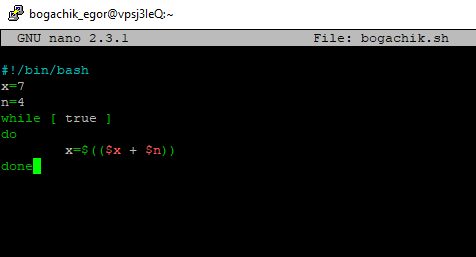 bogachik_egor@vpsj3leQ:~
GNU nano 2.3.1 File: bogachik.sh
#!/bin/bash
x=7
n=4
while [ true ]
do
x=$(($x + $n))
done